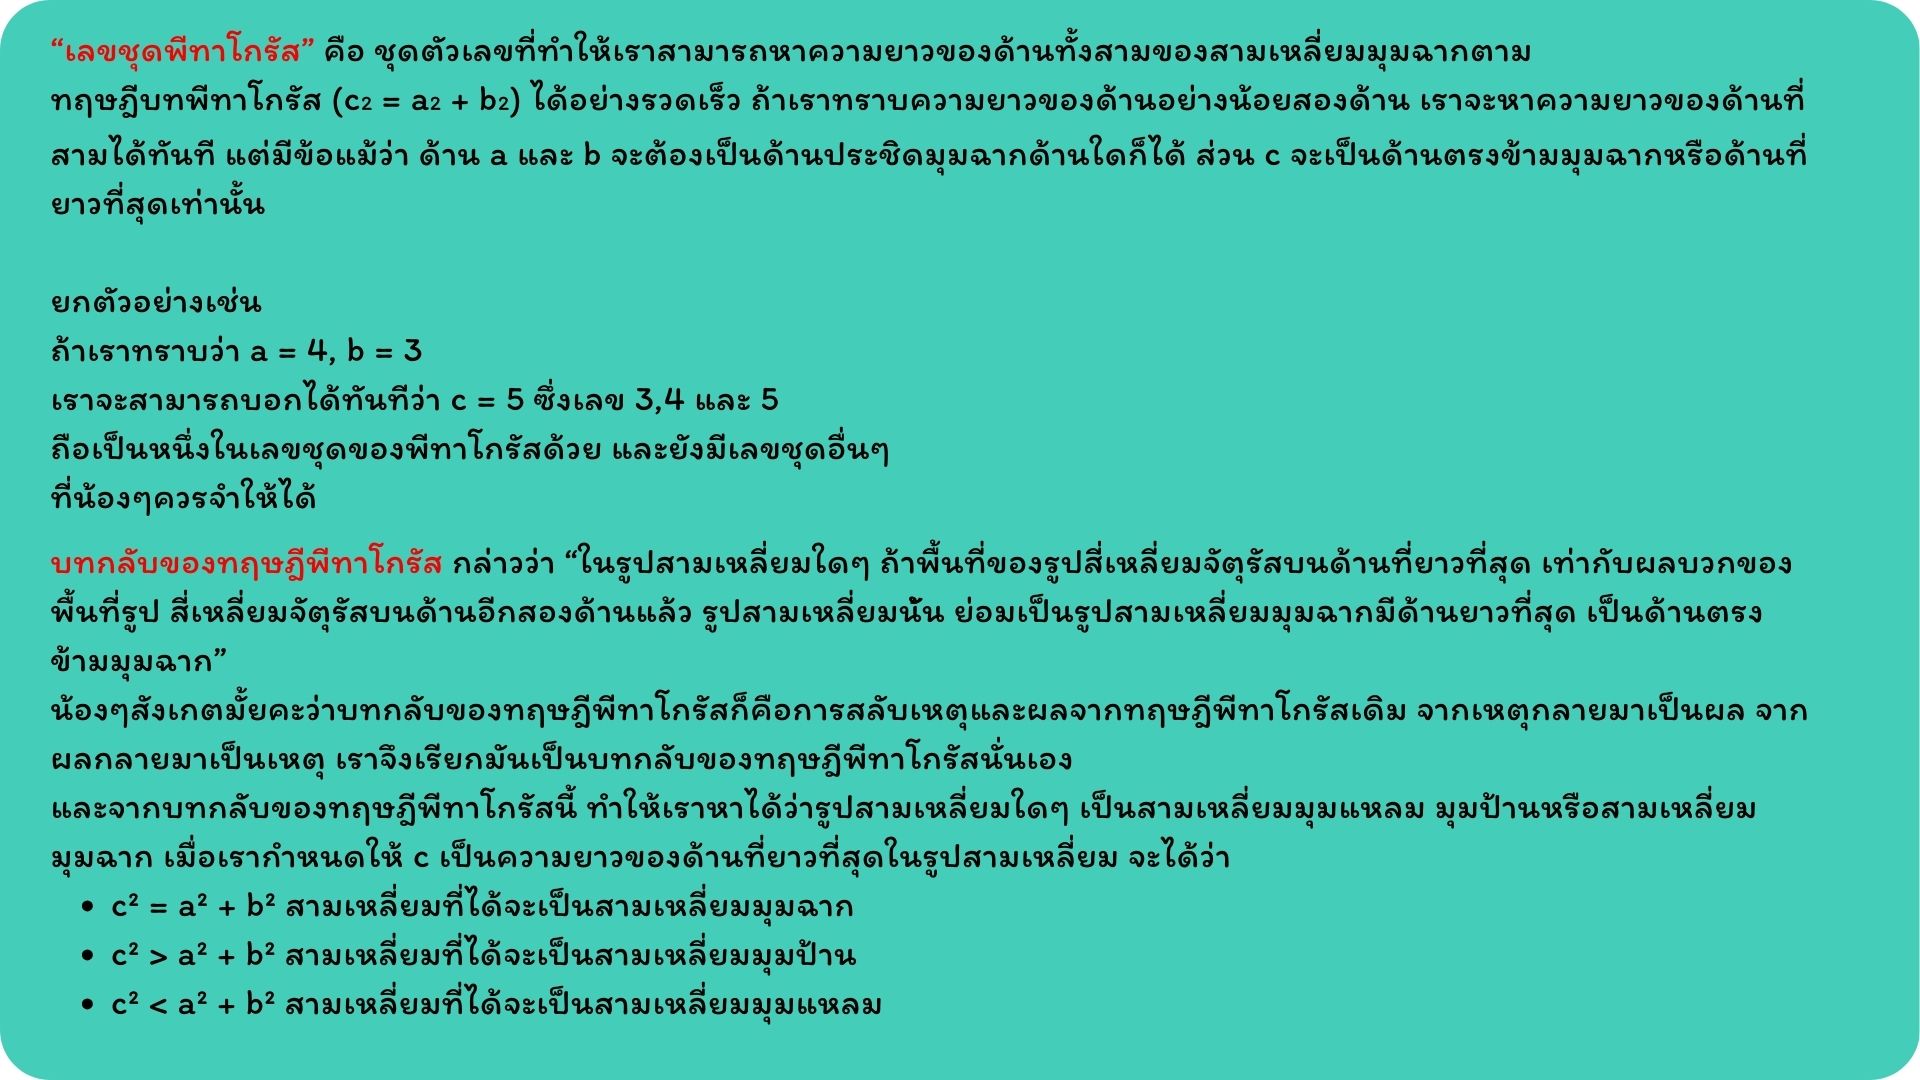 “เลขชุดพีทาโกรัส” คือ ชุดตัวเลขที่ทำให้เราสามารถหาความยาวของด้านทั้งสามของสามเหลี่ยมมุมฉากตาม
ทฤษฎีบทพีทาโกรัส (c₂ = a₂ + b₂) ได้อย่างรวดเร็ว ถ้าเราทราบความยาวของด้านอย่างน้อยสองด้าน เราจะหาความยาวของด้านที่
สามได้ทันที แต่มีข้อแม้ว่า ด้าน a และ b จะต้องเป็นด้านประชิดมุมฉากด้านใดก็ได้ ส่วน c จะเป็นด้านตรงข้ามมุมฉากหรือด้านที่
ยาวที่สุดเท่านั้น
ยกตัวอย่างเช่น
ถ้าเราทราบว่า a = 4, b = 3
เราจะสามารถบอกได้ทันทีว่า c = 5 ซึ่งเลข 3,4 และ 5
ถือเป็นหนึ่งในเลขชุดของพีทาโกรัสด้วย และยังมีเลขชุดอื่นๆ
ที่น้องๆควรจำให้ได้
บทกลับของทฤษฎีพีทาโกรัส กล่าวว่า “ในรูปสามเหลี่ยมใดๆ ถ้าพื้นที่ของรูปสี่เหลี่ยมจัตุรัสบนด้านที่ยาวที่สุด เท่ากับผลบวกของ
พื้นที่รูป สี่เหลี่ยมจัตุรัสบนด้านอีกสองด้านแล้ว รูปสามเหลี่ยมนั้น ย่อมเป็นรูปสามเหลี่ยมมุมฉากมีด้านยาวที่สุด เป็นด้านตรง
ข้ามมุมฉาก”
น้องๆสังเกตมั้ยคะว่าบทกลับของทฤษฎีพีทาโกรัสก็คือการสลับเหตุและผลจากทฤษฎีพีทาโกรัสเดิม จากเหตุกลายมาเป็นผล จาก
ผลกลายมาเป็นเหตุ เราจึงเรียกมันเป็นบทกลับของทฤษฎีพีทาโกรัสนั่นเอง
และจากบทกลับของทฤษฎีพีทาโกรัสนี้ ทำให้เราหาได้ว่ารูปสามเหลี่ยมใดๆ เป็นสามเหลี่ยมมุมแหลม มุมป้านหรือสามเหลี่ยม
มุมฉาก เมื่อเรากำหนดให้ c เป็นความยาวของด้านที่ยาวที่สุดในรูปสามเหลี่ยม จะได้ว่า
• c² = a² + b² สามเหลี่ยมที่ได้จะเป็นสามเหลี่ยมมุมฉาก
• c² > a² + b² สามเหลี่ยมที่ได้จะเป็นสามเหลี่ยมมุมป้าน
• c² < a² + b² สามเหลี่ยมที่ได้จะเป็นสามเหลี่ยมมุมแหลม